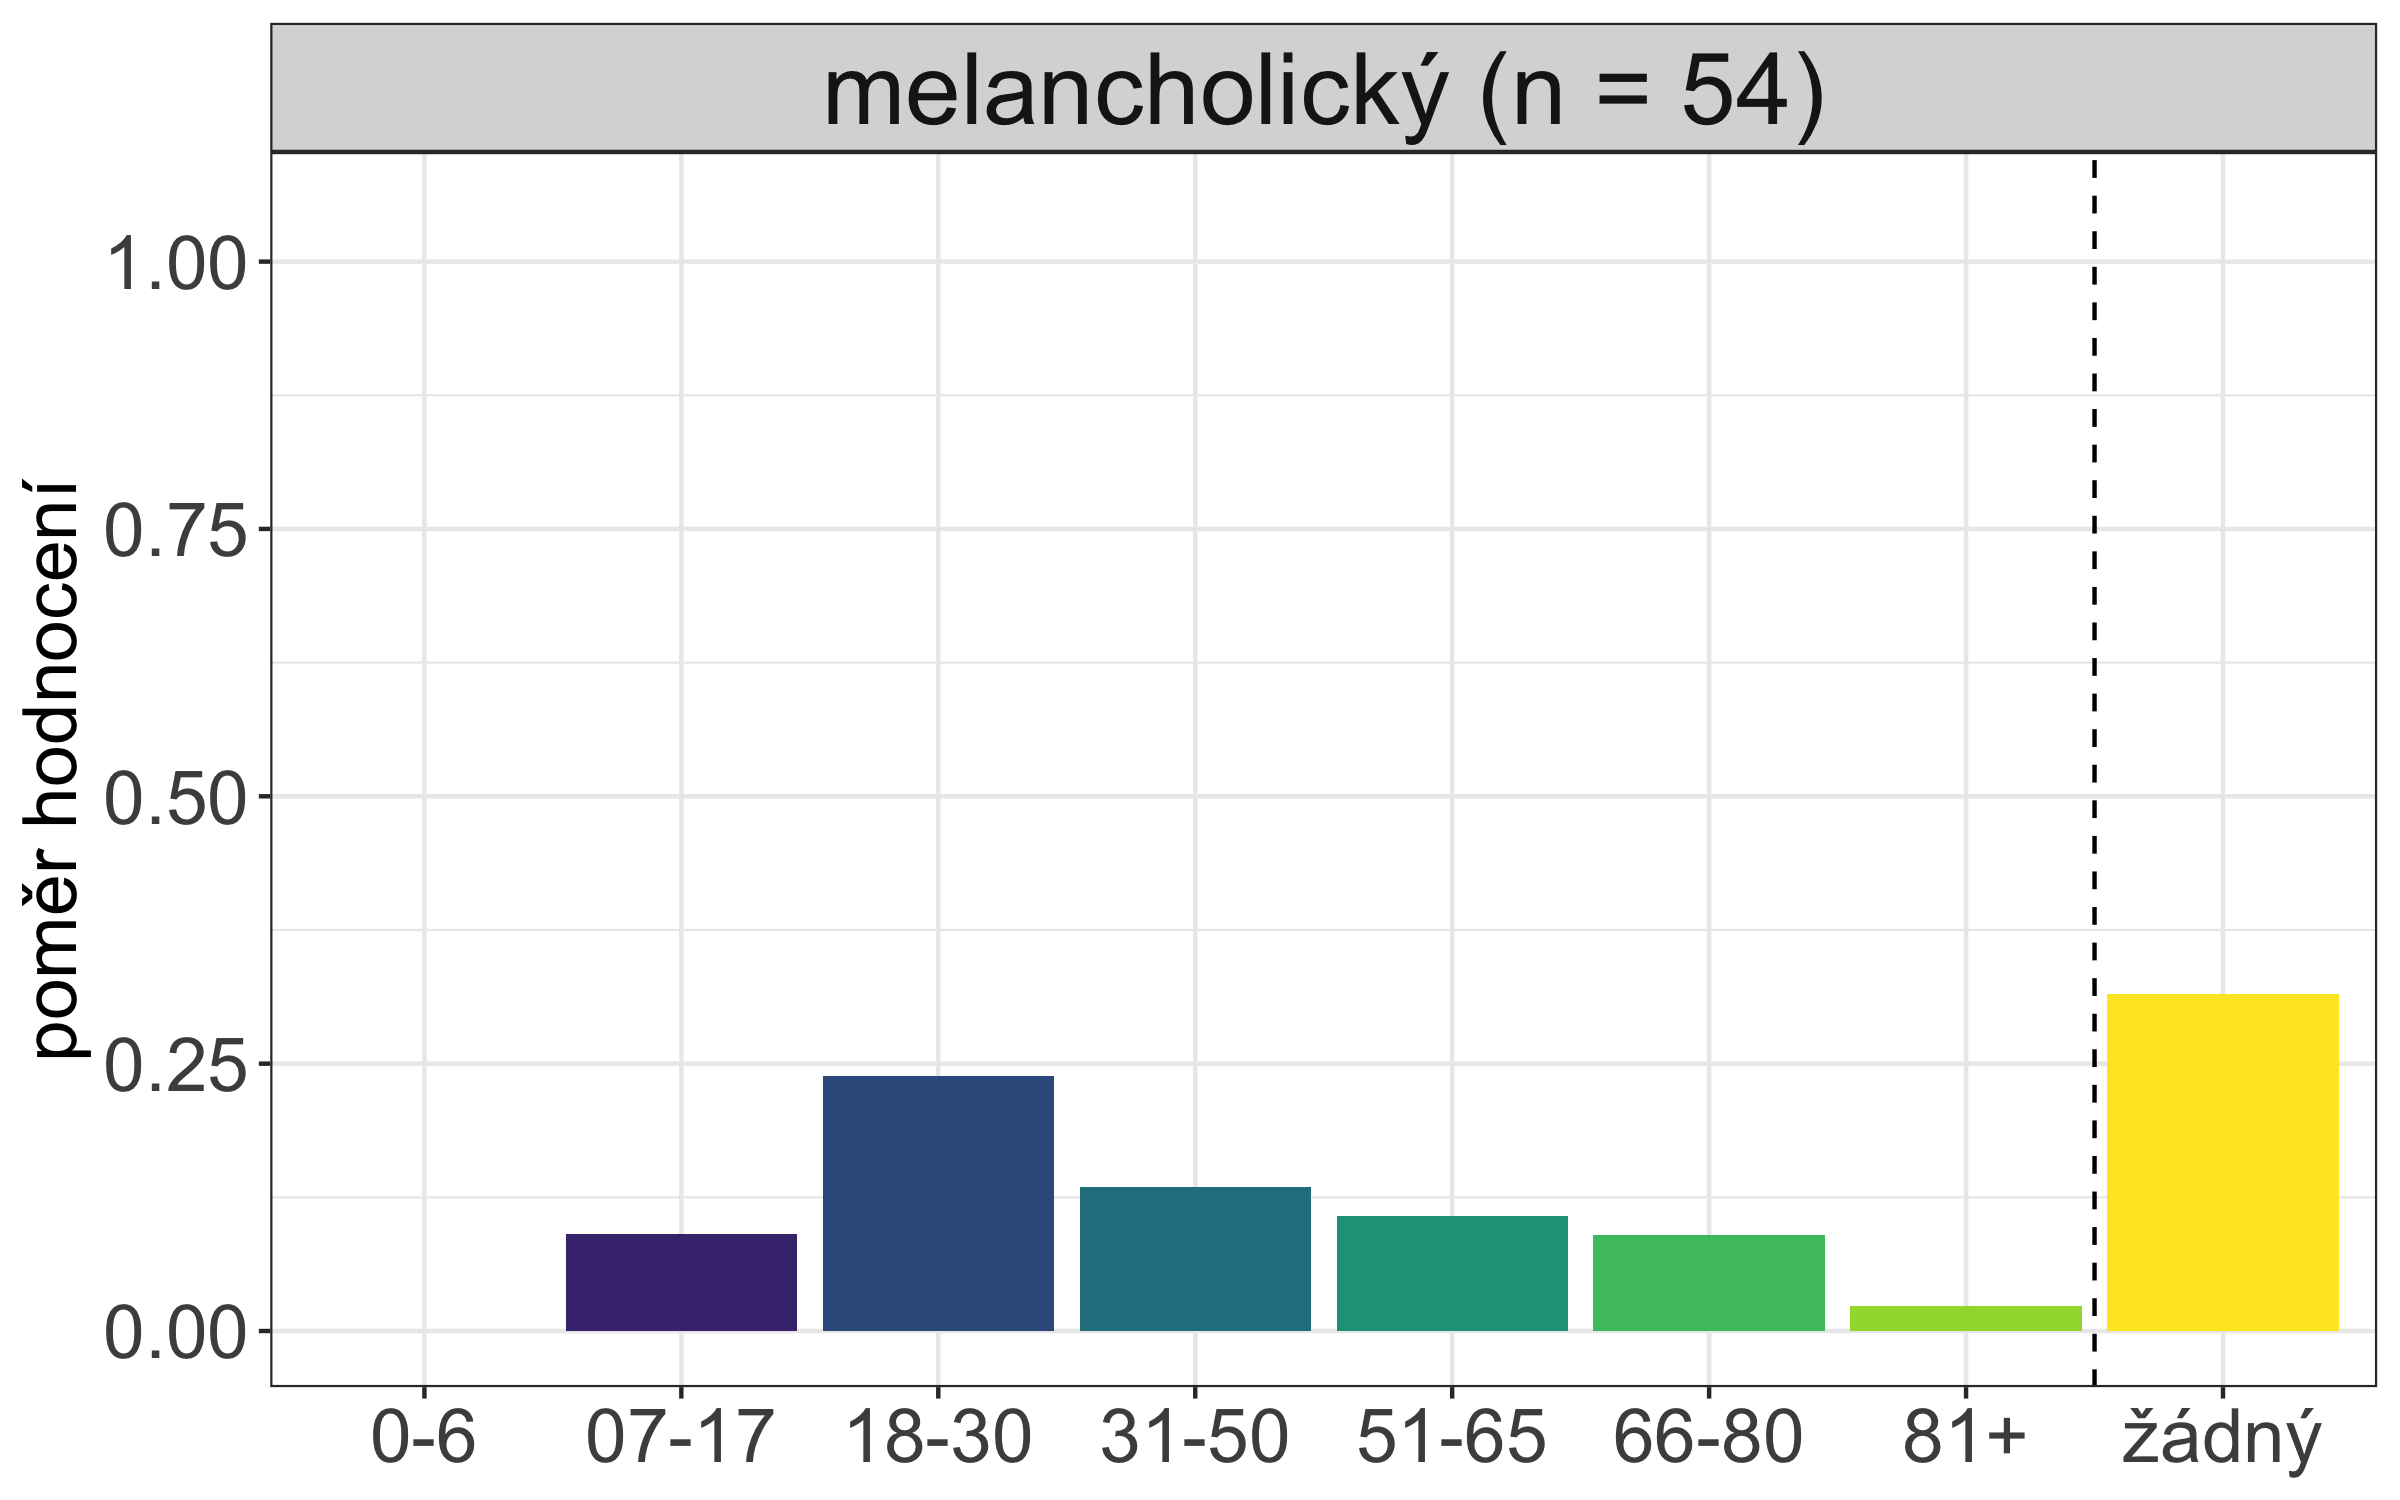 melancholický (n = 54)
poměr hodnocení
1.00
0.75
0.50
0.25
0.00
0-6 07-17 18-30 31-50 51-65 66-80 81+ žádný